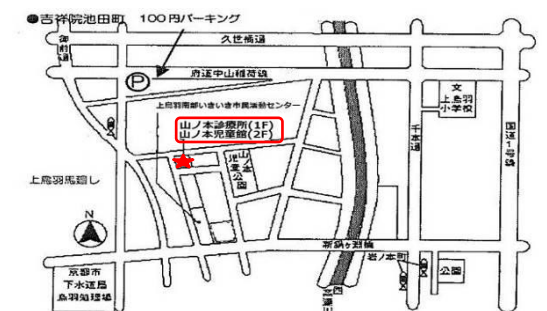 ●吉祥院池田町 100円パーキング
御前通
久世橋通
府道中山稲荷線
P
上鳥羽南部いきいき市民活動センター
山ノ本診療所(1F)
山ノ本児童館(2F)
山ノ本
児童公園
文
上鳥羽
小学校
千本通
国道1号線
上鳥羽馬廻し
N
新鍋ヶ淵橋
岩ノ本町
公園
京都市
下水道局
鳥羽処理場